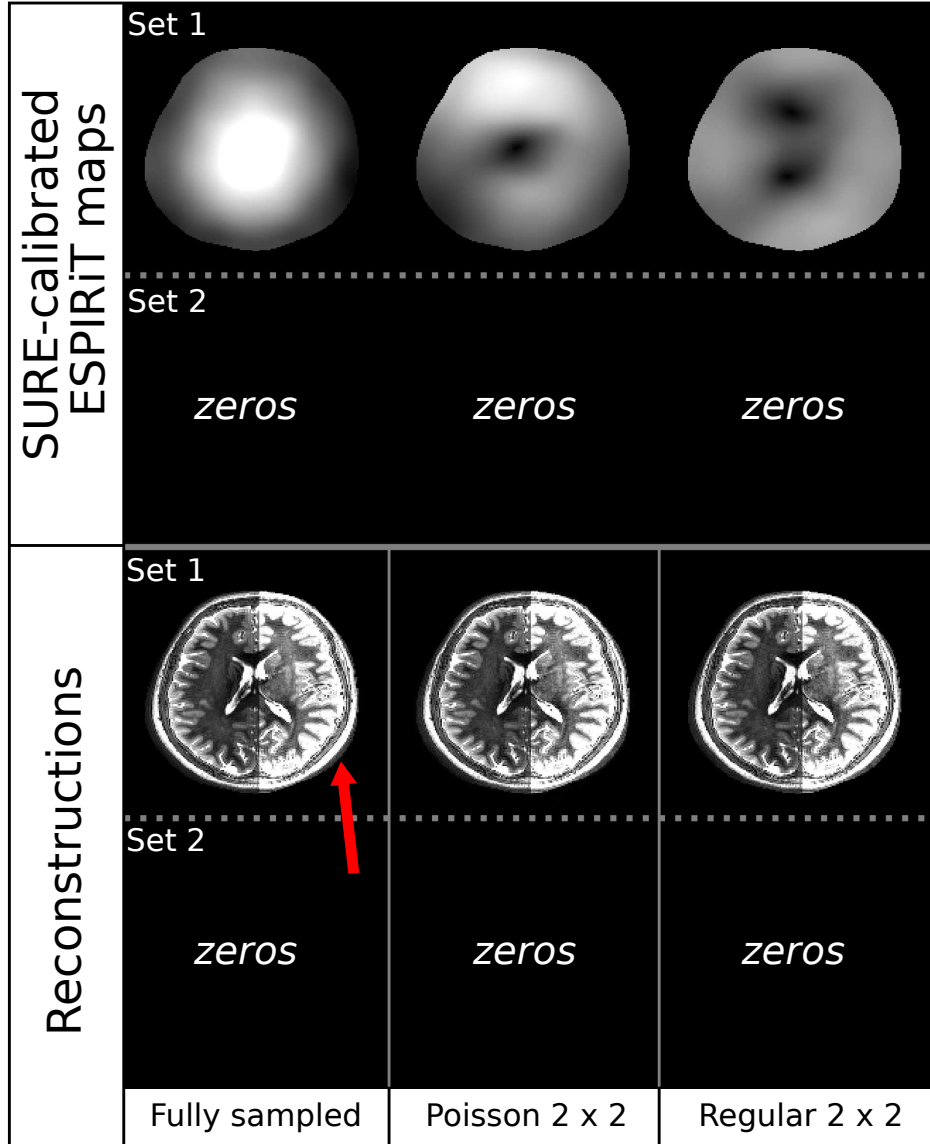 SURE-calibrated
ESPIRiT maps
Set 1
Set 2
zeros zeros zeros
Reconstructions
Set 1
Set 2
zeros zeros zeros
Fully sampled Poisson 2 x 2 Regular 2 x 2